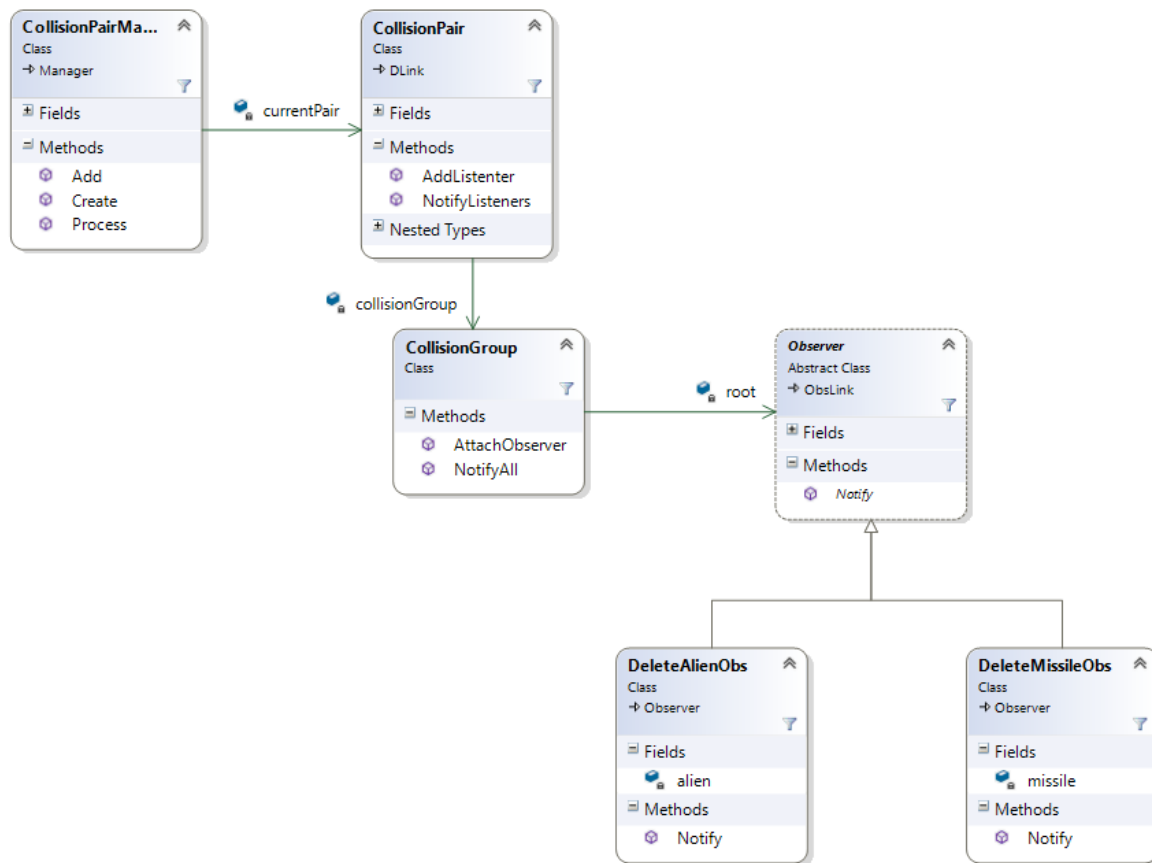 CollisionPairMa...
Class
Manager
Fields
Methods
Add
Create
Process
currentPair
CollisionPair
Class
DLink
Fields
Methods
AddListenter
NotifyListeners
Nested Types
collisionGroup
CollisionGroup
Class
Methods
AttachObserver
NotifyAll
root
Observer
Abstract Class
ObsLink
Fields
Methods
Notify
DeleteAlienObs
Class
Observer
Fields
alien
Methods
Notify
DeleteMissileObs
Class
Observer
Fields
missile
Methods
Notify